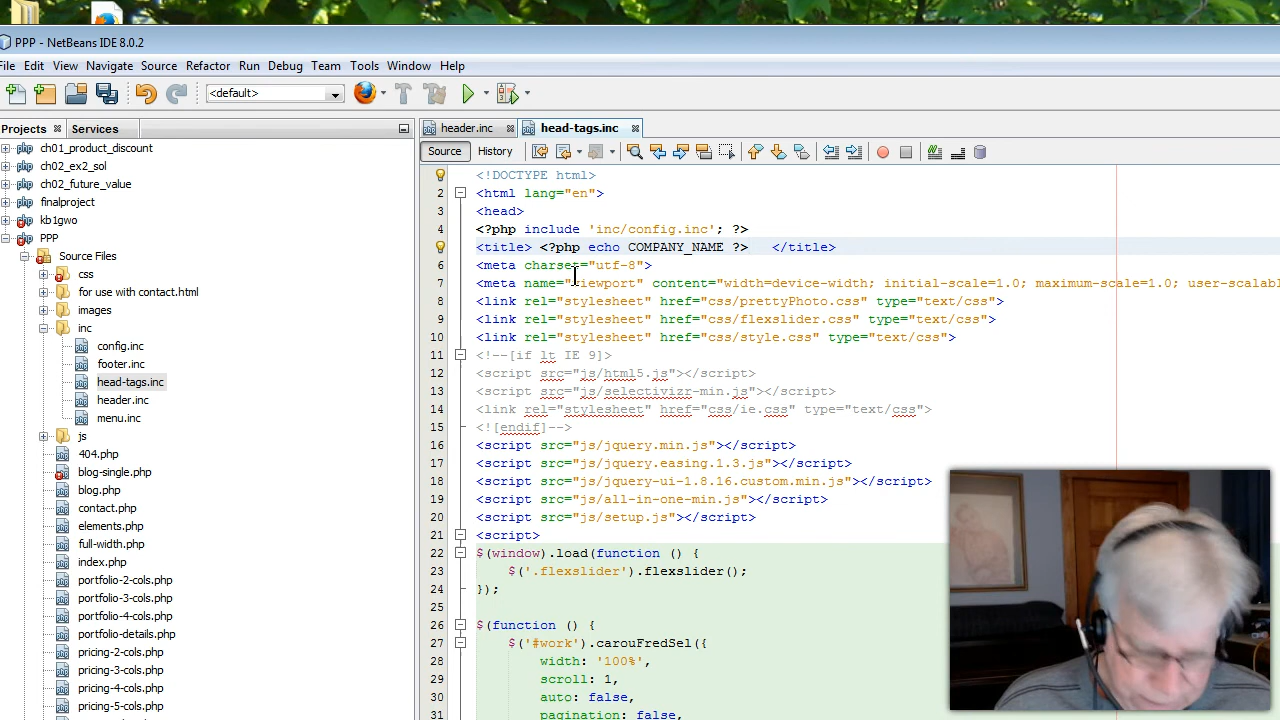 PPP - NetBeans IDE 8.0.2
File Edit View Navigate Source Refactor Run Debug Team Tools Window Help
<default>
Projects Services
header.inc head-tags.inc
Source History
ch01_product_discount
ch02_ex2_sol
ch02_future_value
finalproject
kb1gwo
PPP
Source Files
css
for use with contact.html
images
inc
config.inc
footer.inc
head-tags.inc
header.inc
menu.inc
js
404.php
blog-single.php
blog.php
contact.php
elements.php
full-width.php
index.php
portfolio-2-cols.php
portfolio-3-cols.php
portfolio-4-cols.php
portfolio-details.php
pricing-2-cols.php
pricing-3-cols.php
pricing-4-cols.php
pricing-5-cols.php
<!DOCTYPE html>
2 <html lang="en">
3 <head>
4 <?php include 'inc/config.inc'; ?>
<title> <?php echo COMPANY_NAME ?> </title>
6 <meta charset="utf-8">
7 <meta name="viewport" content="width=device-width; initial-scale=1.0; maximum-scale=1.0; user-scalabl
8 <link rel="stylesheet" href="css/prettyPhoto.css" type="text/css">
9 <link rel="stylesheet" href="css/flexslider.css" type="text/css">
10 <link rel="stylesheet" href="css/style.css" type="text/css">
11 <!--[if lt IE 9]>
12 <script src="js/html5.js"></script>
13 <script src="js/selectivizr-min.js"></script>
14 <link rel="stylesheet" href="css/ie.css" type="text/css">
15 <![endif]-->
16 <script src="js/jquery.min.js"></script>
17 <script src="js/jquery.easing.1.3.js"></script>
18 <script src="js/jquery-ui-1.8.16.custom.min.js"></script>
19 <script src="js/all-in-one-min.js"></script>
20 <script src="js/setup.js"></script>
21 <script>
22 $(window).load(function () {
23 $('.flexslider').flexslider();
24 });
25
26 $(function () {
27 $('#work').carouFredSel({
28 width: '100%',
29 scroll: 1,
30 auto: false,
31 pagination: false,